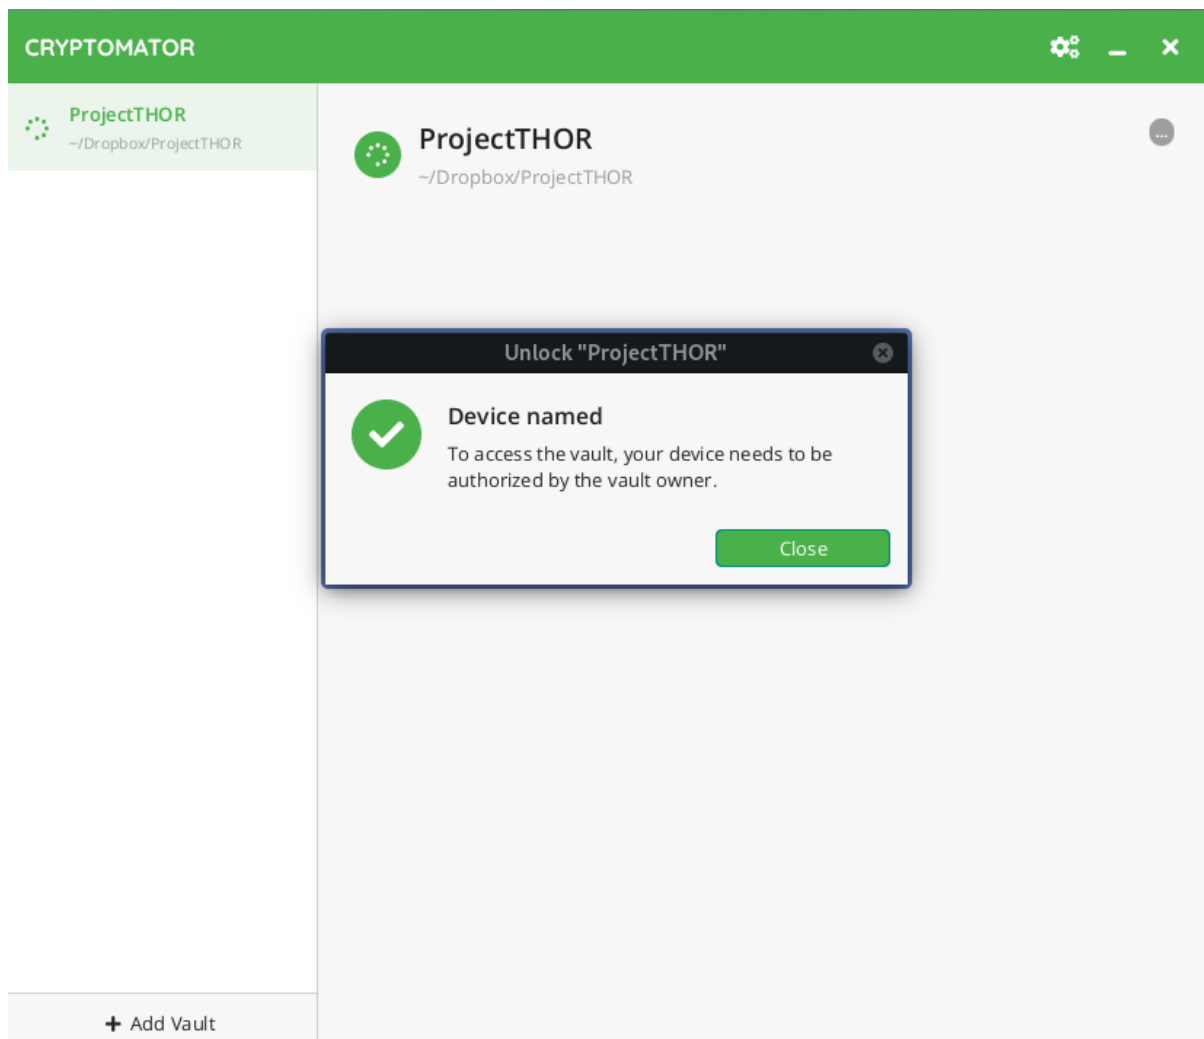 CRYPTOMATOR
ProjectTHOR
~/Dropbox/ProjectTHOR
ProjectTHOR
~/Dropbox/ProjectTHOR
...
Unlock "ProjectTHOR"
Device named
To access the vault, your device needs to be
authorized by the vault owner.
Close
+ Add Vault